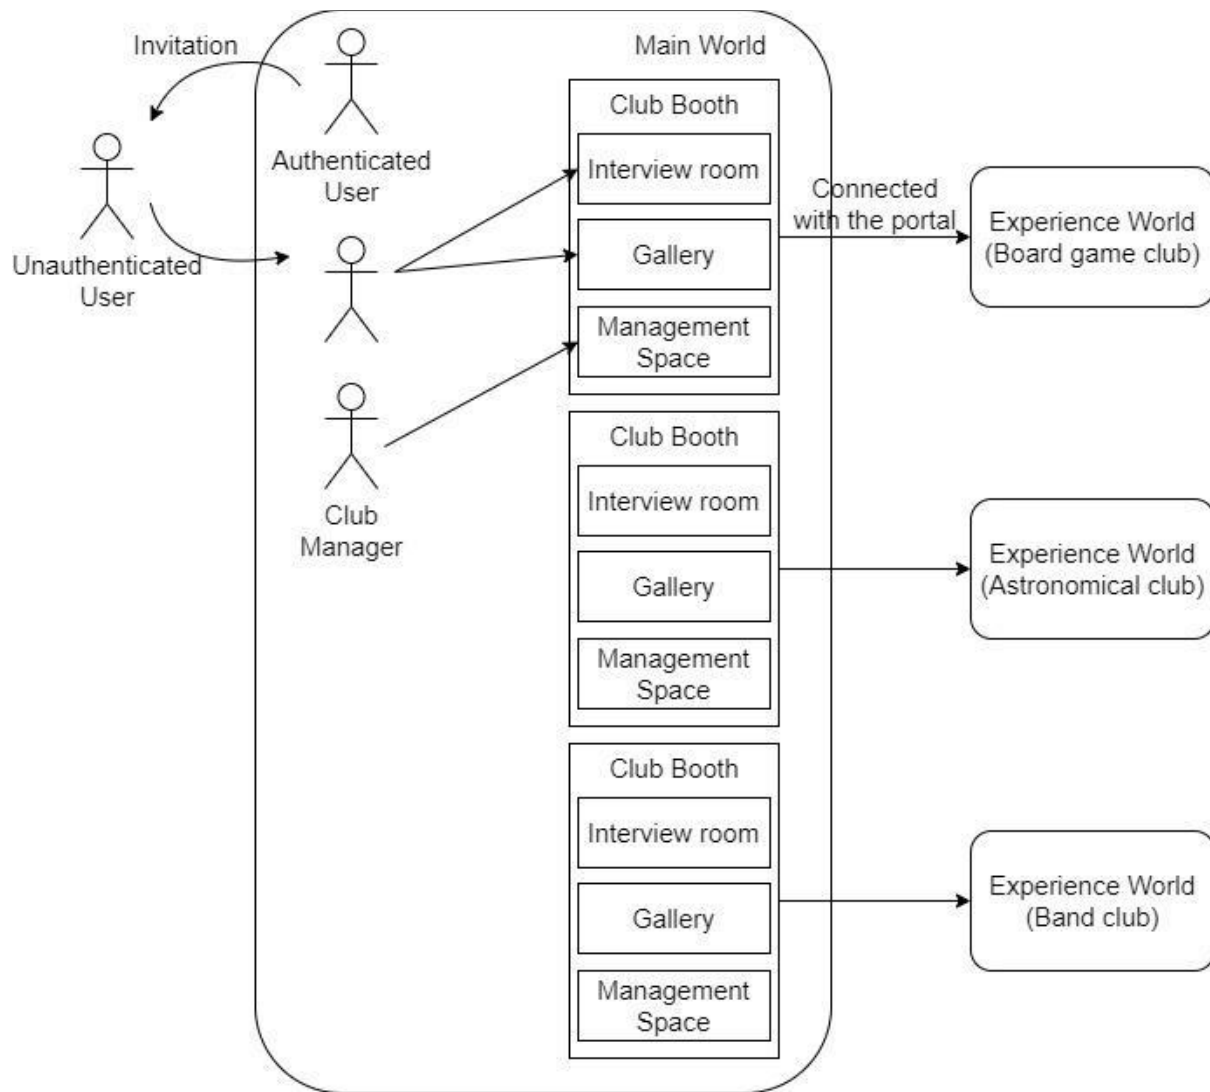 Invitation
Main World
Authenticated
User
Unauthenticated
User
Club
Manager
Club Booth
Interview room
Gallery
Management
Space
Connected
with the portal
Experience World
(Board game club)
Club Booth
Interview room
Gallery
Management
Space
Experience World
(Astronomical club)
Club Booth
Interview room
Gallery
Management
Space
Experience World
(Band club)